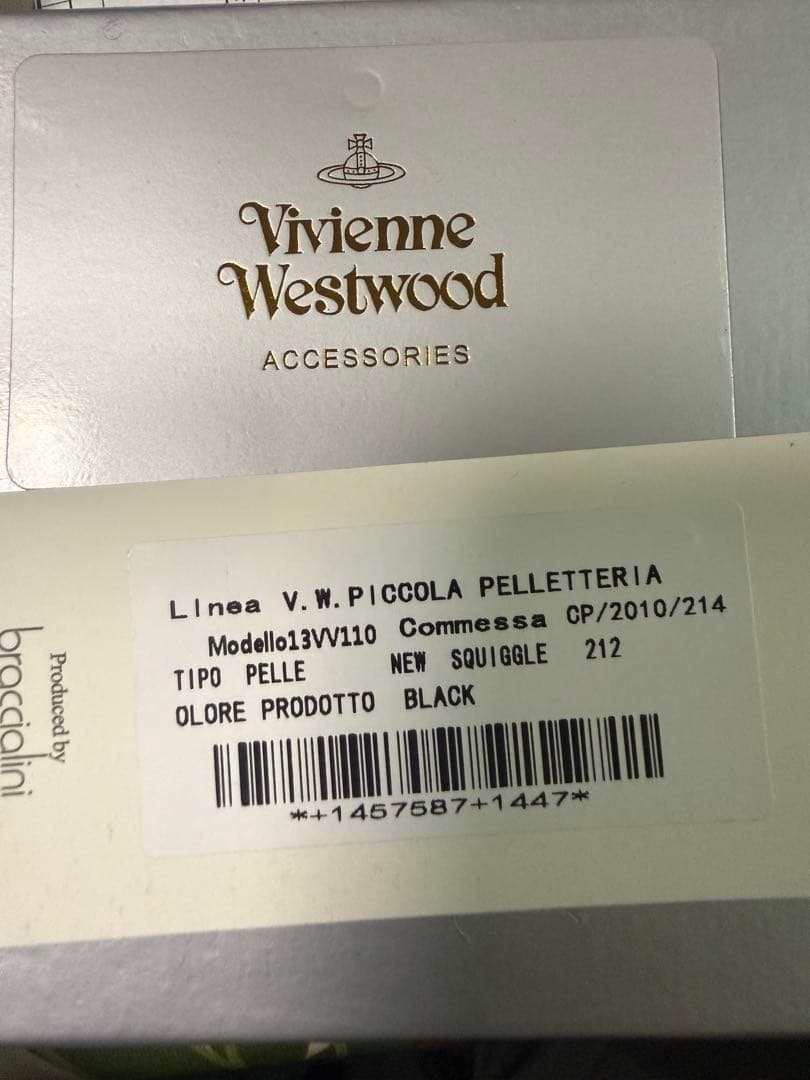 Vivienne
Westwood
ACCESSORIES
LInea V.W.PICCOLA PELLETTERIA
Modello13VV110 Commessa CP/2010/214
TIPO PELLE NEW SQUIGGLE 212
OLORE PRODOTTO BLACK
*+1457587+1447*
Produced by
braccialini